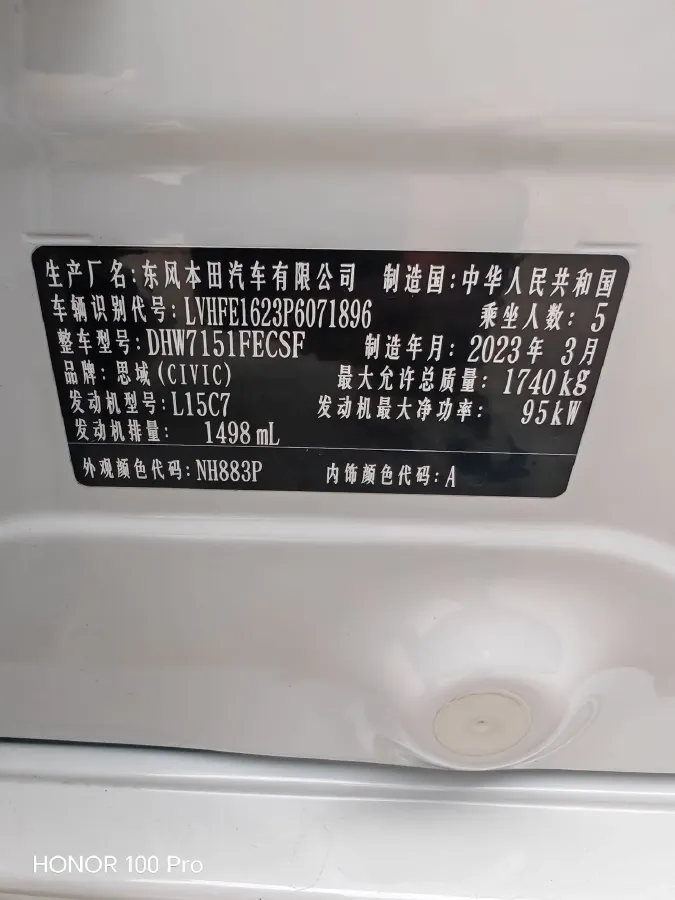 生产厂名:东风本田汽车有限公司 制造国:中华人民共和国
车辆识别代号:LVHFE1623P6071896 乘坐人数:5
整车型号:DHW7151FECSF 制造年月:2023年 3月
品牌:思域(CIVIC) 最大允许总质量:1740kg
发动机型号:L15C7 发动机最大净功率: 95kW
发动机排量: 1498mL
外观颜色代码:NH883P 内饰颜色代码:A
HONOR 100 Pro